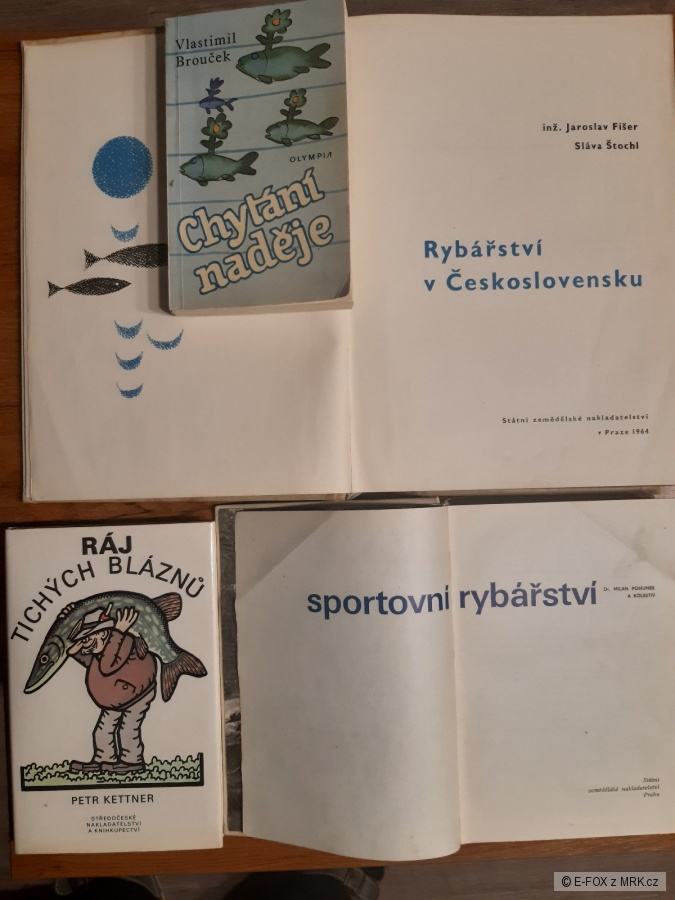 Vlastimil
Brouček
OLYMPIA
Chytání
naděje
inž. Jaroslav Fišer
Sláva Štochl
Rybářství
v Československu
Státní zemědělské nakladatelství
v Praze 1964
RÁJ
TICHÝCH BLÁZNŮ
PETR KETTNER
STŘEDOČESKÉ
NAKLADATELSTVÍ
A KNIHKUPECTVÍ
sportovní rybářství
Dr. MILAN POHUNEK
A KOLEKTIV
Státní
zemědělské nakladatelství
Praha
© E-FOX z MRK.cz